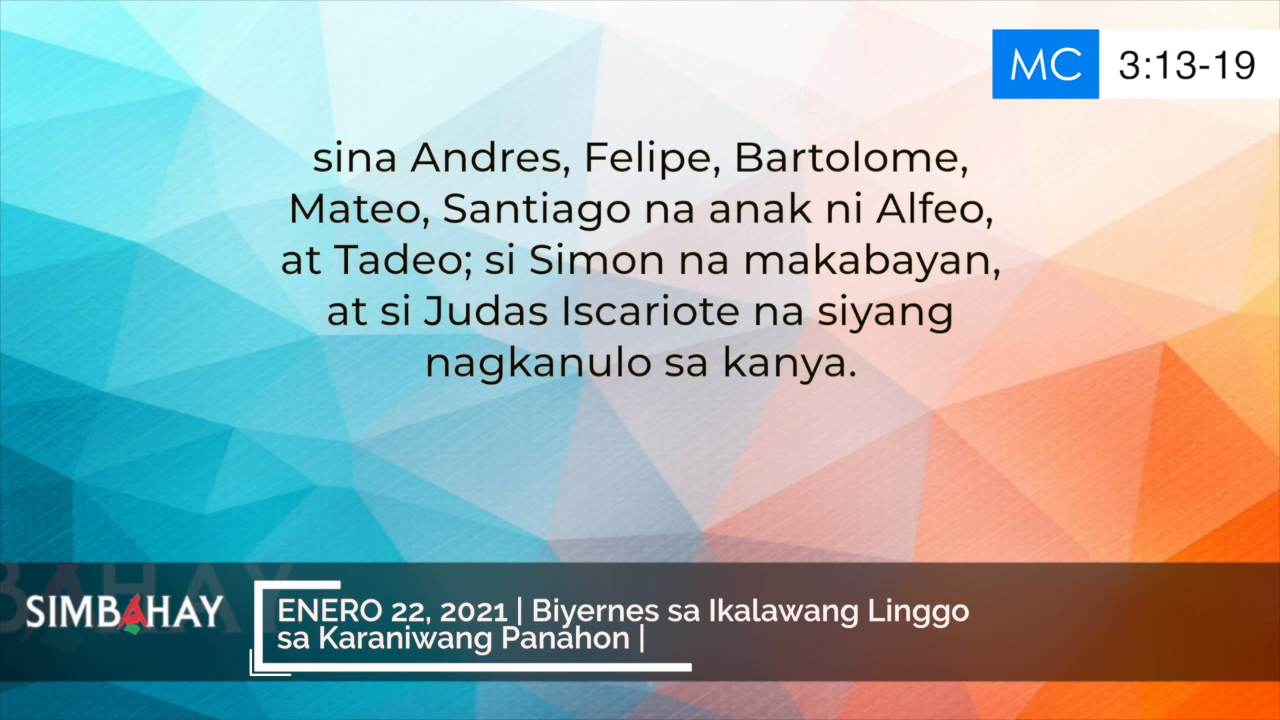 MC 3:13-19
sina Andres, Felipe, Bartolome,
Mateo, Santiago na anak ni Alfeo,
at Tadeo; si Simon na makabayan,
at si Judas Iscariote na siyang
nagkanulo sa kanya.
SIMBAHAY
ENERO 22, 2021 | Biyernes sa Ikalawang Linggo
sa Karaniwang Panahon |